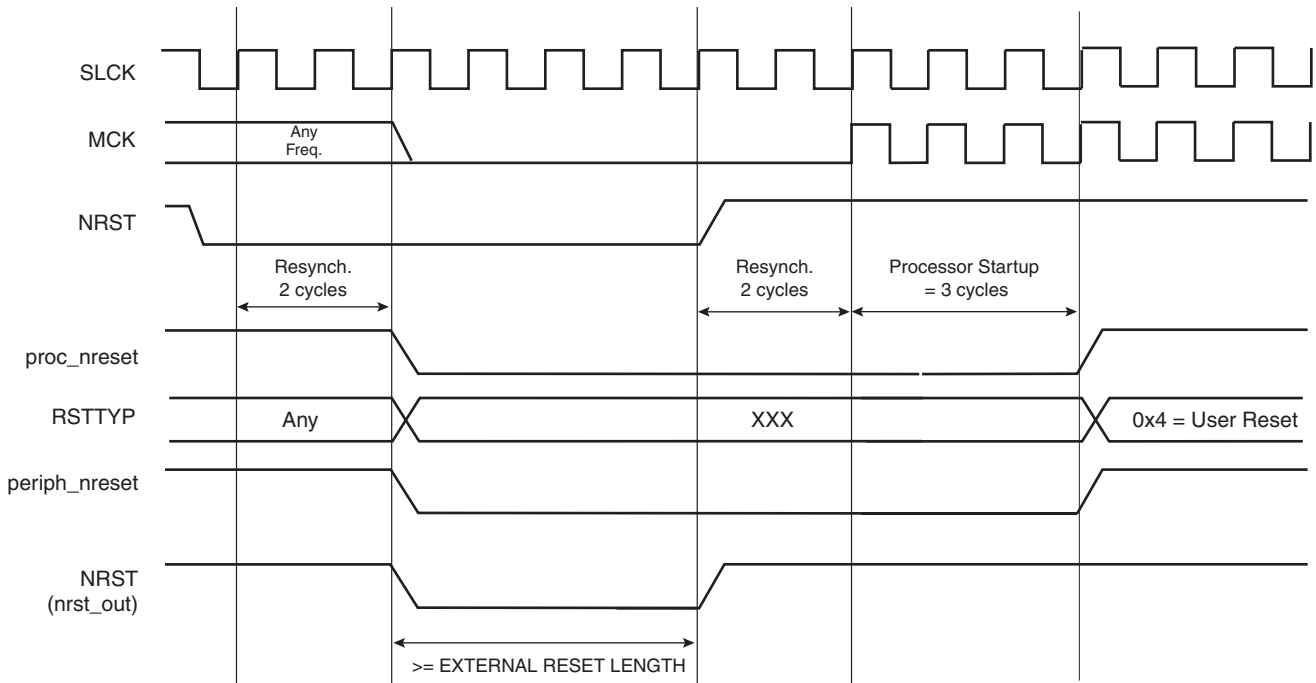 SLCK
MCK
Any
Freq.
NRST
Resynch.
2 cycles
Resynch.
2 cycles
Processor Startup
= 3 cycles
proc_nreset
RSTTYP
Any
XXX
0x4 = User Reset
periph_nreset
NRST
(nrst_out)
>= EXTERNAL RESET LENGTH